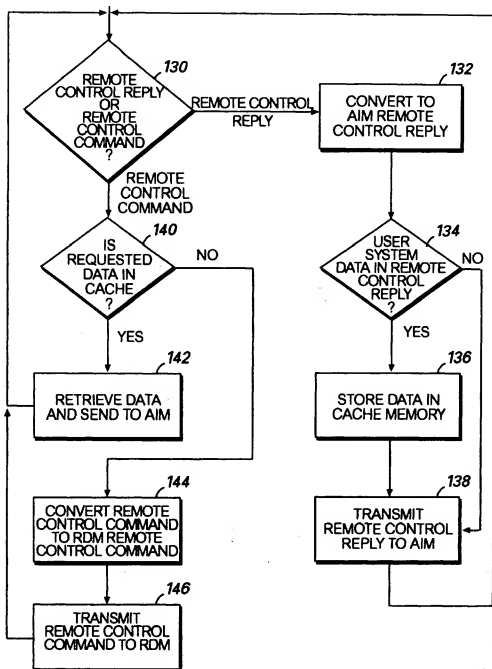 130
REMOTE
CONTROL REPLY
OR
REMOTE
CONTROL
COMMAND
?
REMOTE CONTROL
REPLY
132
CONVERT TO
AIM REMOTE
CONTROL REPLY
REMOTE
CONTROL
COMMAND
140
IS
REQUESTED
DATA IN
CACHE
?
NO
YES
134
USER
SYSTEM
DATA IN REMOTE
CONTROL
REPLY
?
NO
YES
142
RETRIEVE DATA
AND SEND TO AIM
136
STORE DATA IN
CACHE MEMORY
144
CONVERT REMOTE
CONTROL COMMAND
TO RDM REMOTE
CONTROL COMMAND
138
TRANSMIT
REMOTE CONTROL
REPLY TO AIM
146
TRANSMIT
REMOTE CONTROL
COMMAND TO RDM